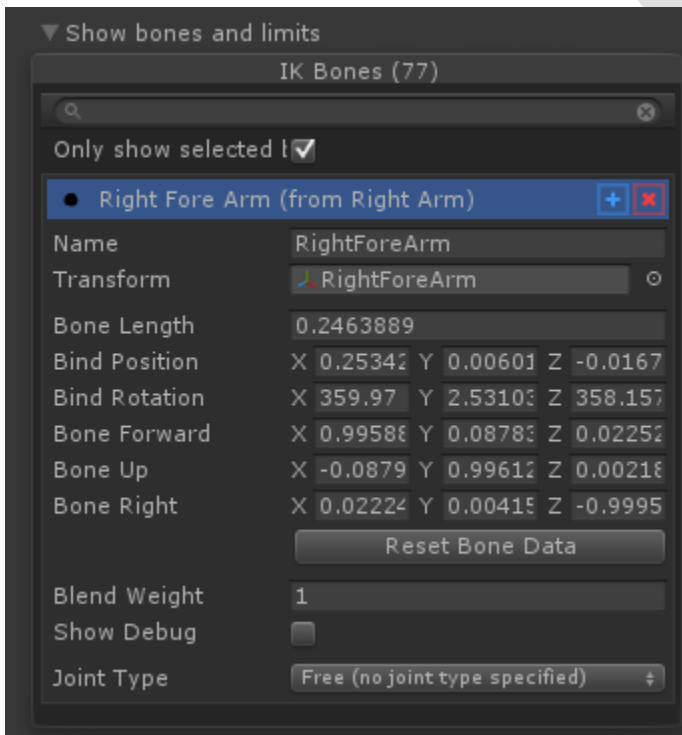 Show bones and limits
IK Bones (77)
Only show selected b
Right Fore Arm (from Right Arm)
Name RightForeArm
Transform RightForeArm
Bone Length 0.2463889
Bind Position X 0.25342 Y 0.00601 Z -0.0167
Bind Rotation X 359.97 Y 2.53103 Z 358.157
Bone Forward X 0.99588 Y 0.08783 Z 0.02252
Bone Up X -0.0879 Y 0.99612 Z 0.00218
Bone Right X 0.02224 Y 0.00415 Z -0.9995
Reset Bone Data
Blend Weight 1
Show Debug
Joint Type Free (no joint type specified)